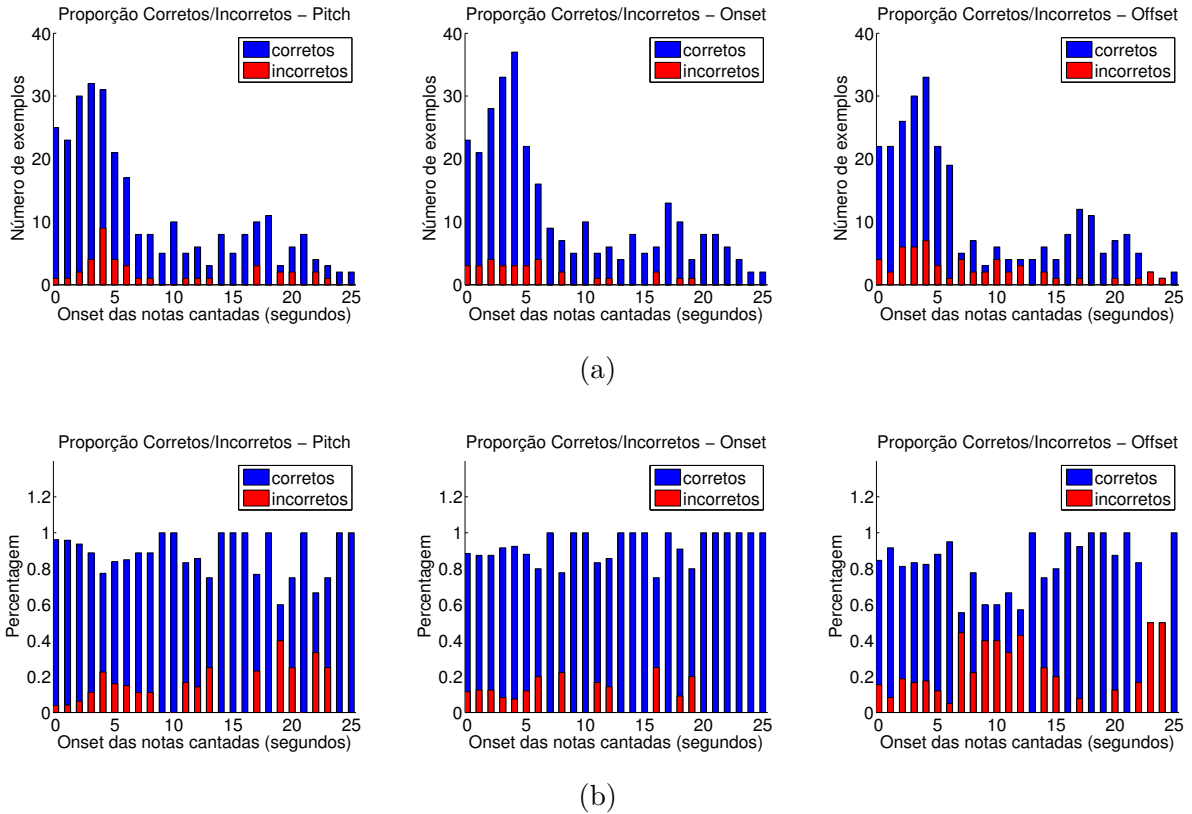 Proporção Corretos/Incorretos − Pitch
40
30
20
10
0
Número de exemplos
corretos
incorretos
0 5 10 15 20 25
Onset das notas cantadas (segundos)
Proporção Corretos/Incorretos − Onset
40
30
20
10
0
Número de exemplos
corretos
incorretos
0 5 10 15 20 25
Onset das notas cantadas (segundos)
Proporção Corretos/Incorretos − Offset
40
30
20
10
0
Número de exemplos
corretos
incorretos
0 5 10 15 20 25
Onset das notas cantadas (segundos)
(a)
Proporção Corretos/Incorretos − Pitch
1.2
1
0.8
0.6
0.4
0.2
0
Percentagem
corretos
incorretos
0 5 10 15 20 25
Onset das notas cantadas (segundos)
Proporção Corretos/Incorretos − Onset
1.2
1
0.8
0.6
0.4
0.2
0
Percentagem
corretos
incorretos
0 5 10 15 20 25
Onset das notas cantadas (segundos)
Proporção Corretos/Incorretos − Offset
1.2
1
0.8
0.6
0.4
0.2
0
Percentagem
corretos
incorretos
0 5 10 15 20 25
Onset das notas cantadas (segundos)
(b)